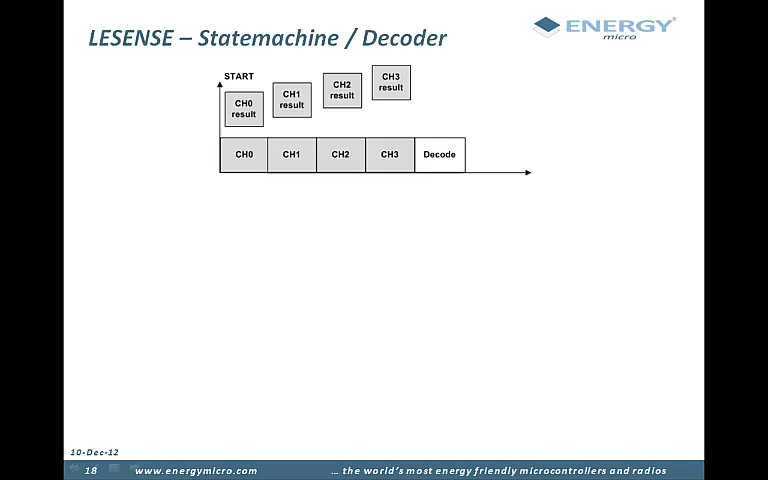 LESENSE – Statemachine / Decoder
ENERGY®
micro
START
CH0
result
CH1
result
CH2
result
CH3
result
CH0 CH1 CH2 CH3 Decode
10-Dec-12
18 www.energymicro.com ... the world's most energy friendly microcontrollers and radios